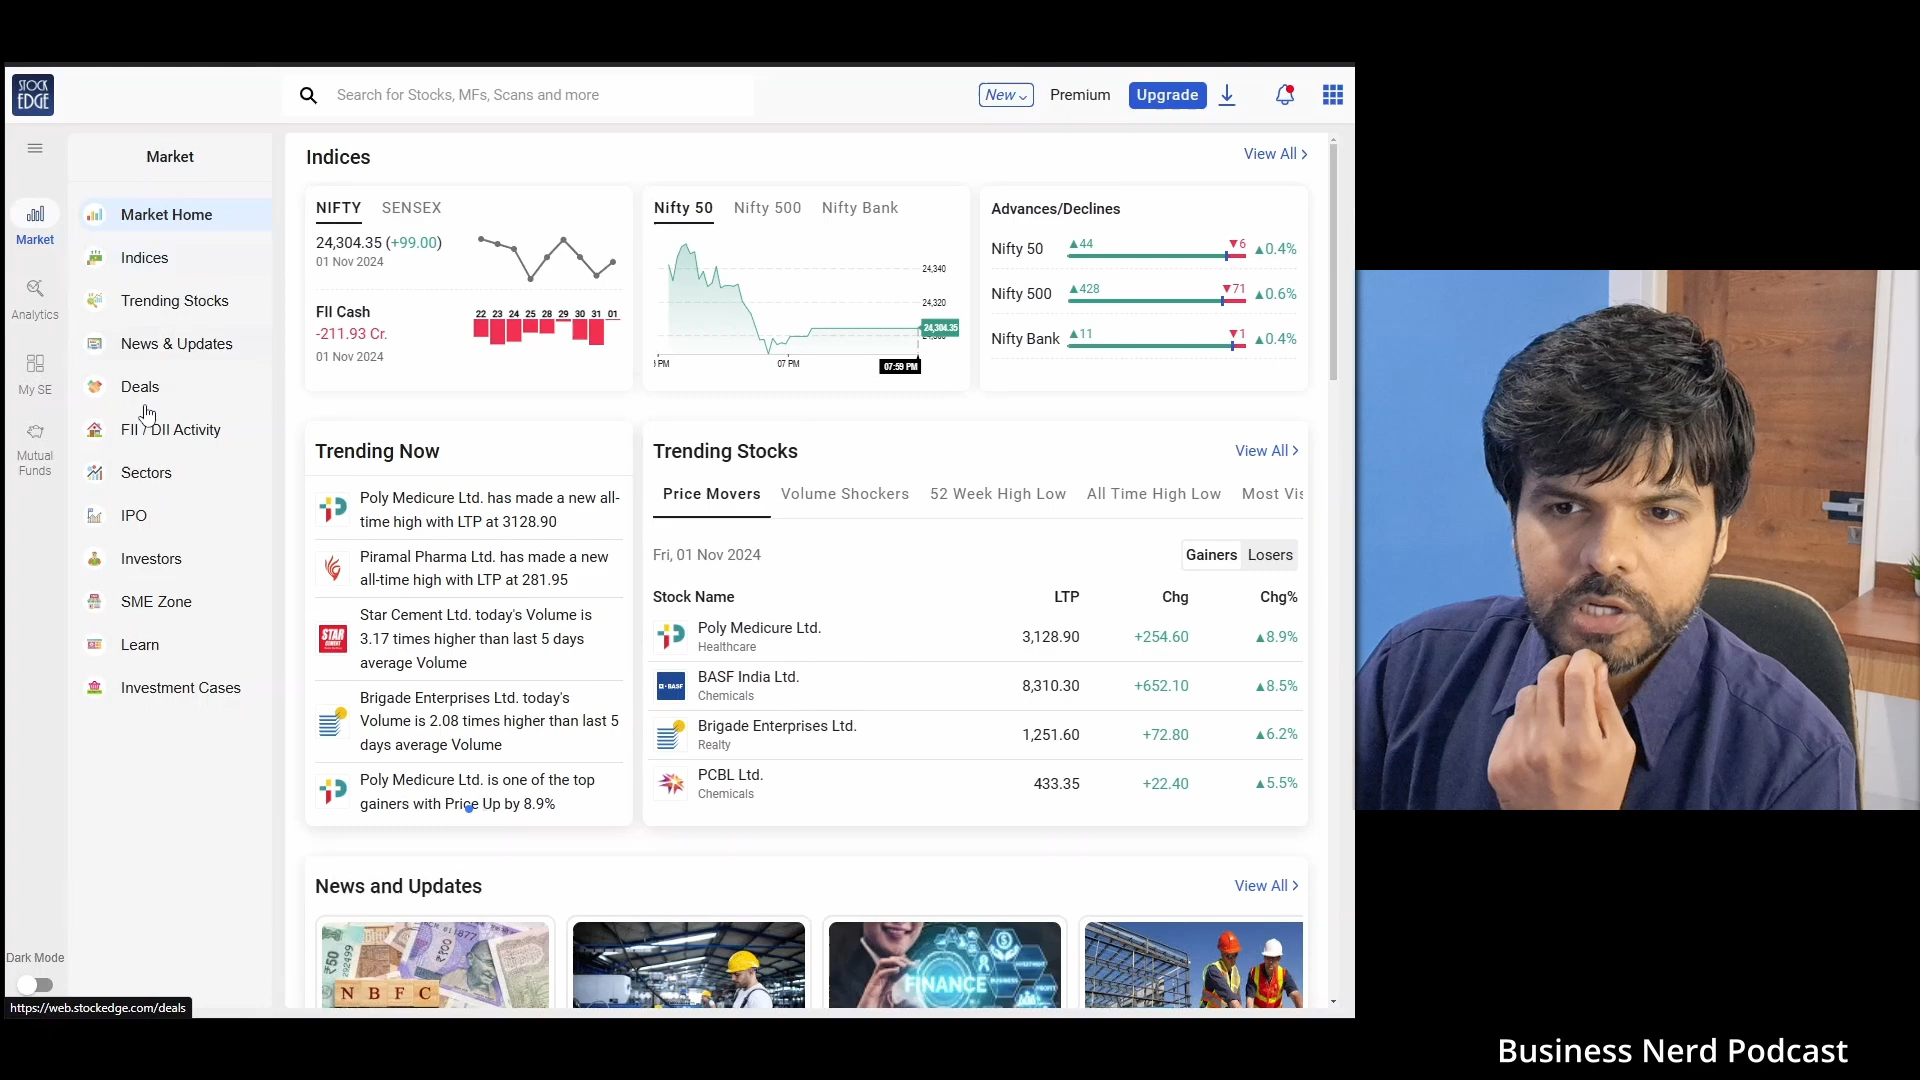 STOCK
EDGE
Search for Stocks, MFs, Scans and more
New
Premium
Upgrade
Market
Analytics
My SE
Mutual
Funds
Dark Mode
https://web.stockedge.com/deals
Market
Market Home
Indices
Trending Stocks
News & Updates
Deals
FII / DII Activity
Sectors
IPO
Investors
SME Zone
Learn
Investment Cases
Indices
View All >
NIFTY SENSEX
24,304.35 (+99.00)
01 Nov 2024
FII Cash
-211.93 Cr.
01 Nov 2024
22 23 24 25 28 29 30 31 01
Nifty 50 Nifty 500 Nifty Bank
24,340
24,320
24,304.35
PM 07 PM 07:59 PM
Advances/Declines
Nifty 50 ▲44 ▼6 ▲0.4%
Nifty 500 ▲428 ▼71 ▲0.6%
Nifty Bank ▲11 ▼1 ▲0.4%
Trending Now
Poly Medicure Ltd. has made a new all-
time high with LTP at 3128.90
Piramal Pharma Ltd. has made a new
all-time high with LTP at 281.95
STAR
CEMENT
Star Cement Ltd. today's Volume is
3.17 times higher than last 5 days
average Volume
Brigade Enterprises Ltd. today's
Volume is 2.08 times higher than last 5
days average Volume
Poly Medicure Ltd. is one of the top
gainers with Price Up by 8.9%
Trending Stocks
View All >
Price Movers Volume Shockers 52 Week High Low All Time High Low Most Vis
Fri, 01 Nov 2024
Gainers Losers
Stock Name LTP Chg Chg%
Poly Medicure Ltd. 3,128.90 +254.60 ▲8.9%
Healthcare
BASF
BASF India Ltd. 8,310.30 +652.10 ▲8.5%
Chemicals
Brigade Enterprises Ltd. 1,251.60 +72.80 ▲6.2%
Realty
PCBL Ltd. 433.35 +22.40 ▲5.5%
Chemicals
News and Updates
View All >
NBFC
FINANCE
Business Nerd Podcast